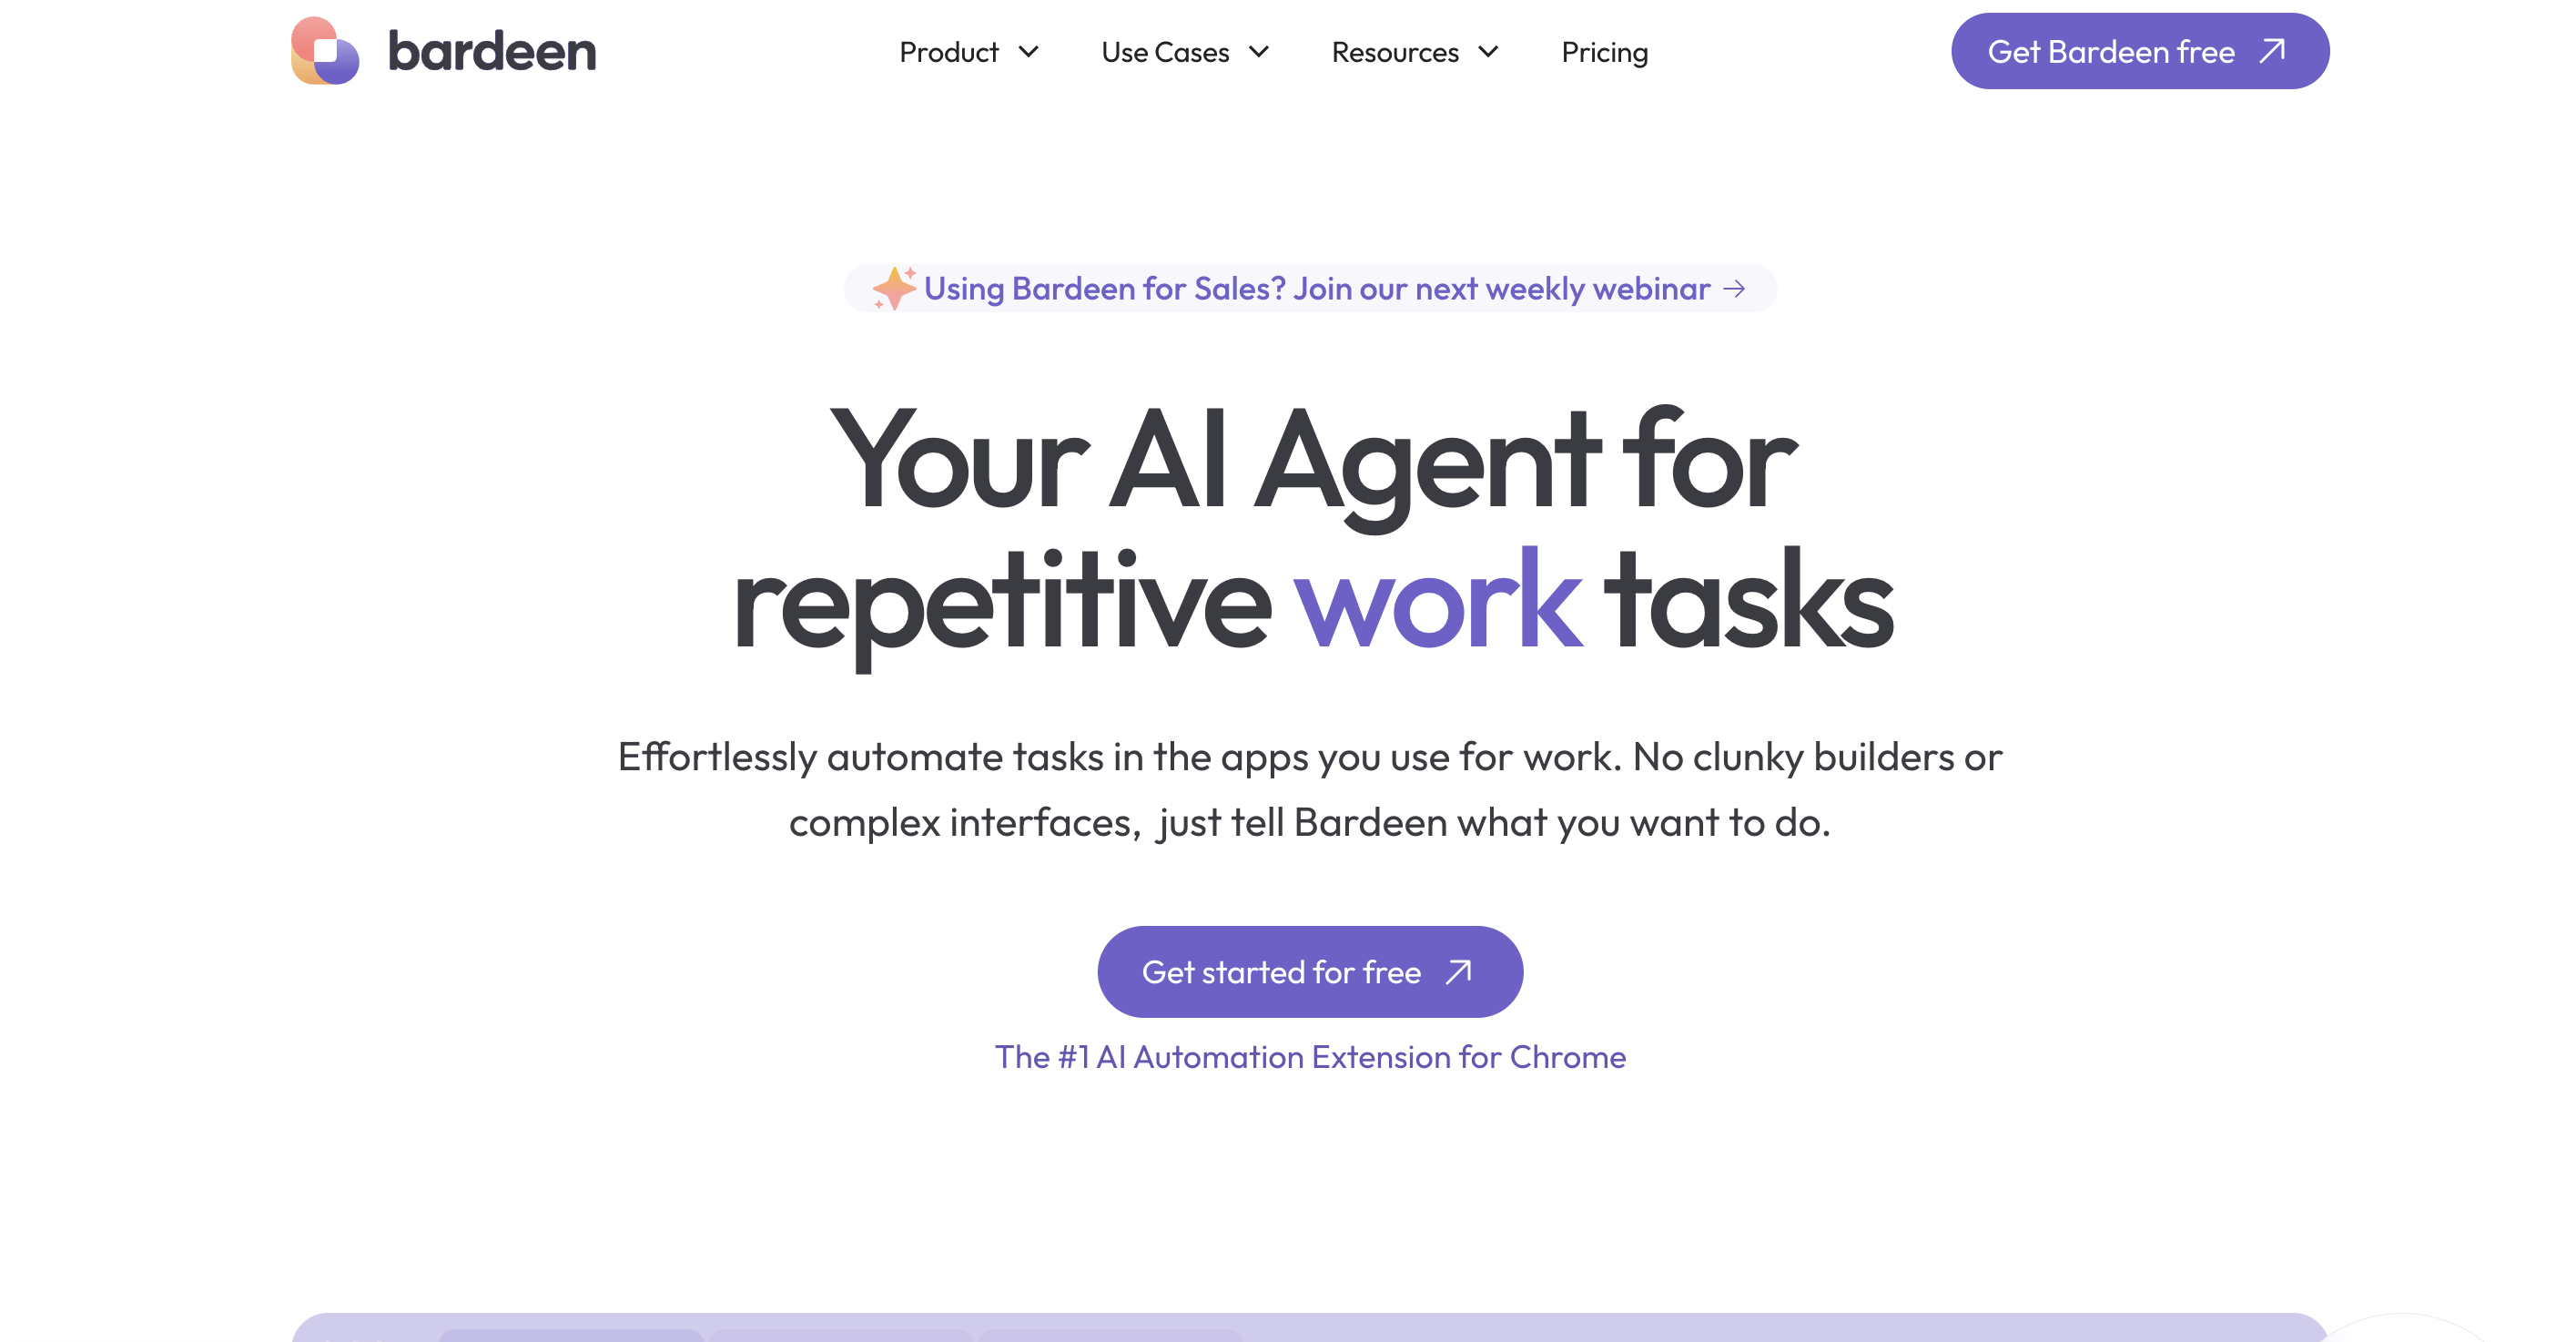 bardeen
Product
Use Cases
Resources
Pricing
Get Bardeen free
Using Bardeen for Sales? Join our next weekly webinar →
Your AI Agent for
repetitive work tasks
Effortlessly automate tasks in the apps you use for work. No clunky builders or
complex interfaces,  just tell Bardeen what you want to do.
Get started for free
The #1 AI Automation Extension for Chrome